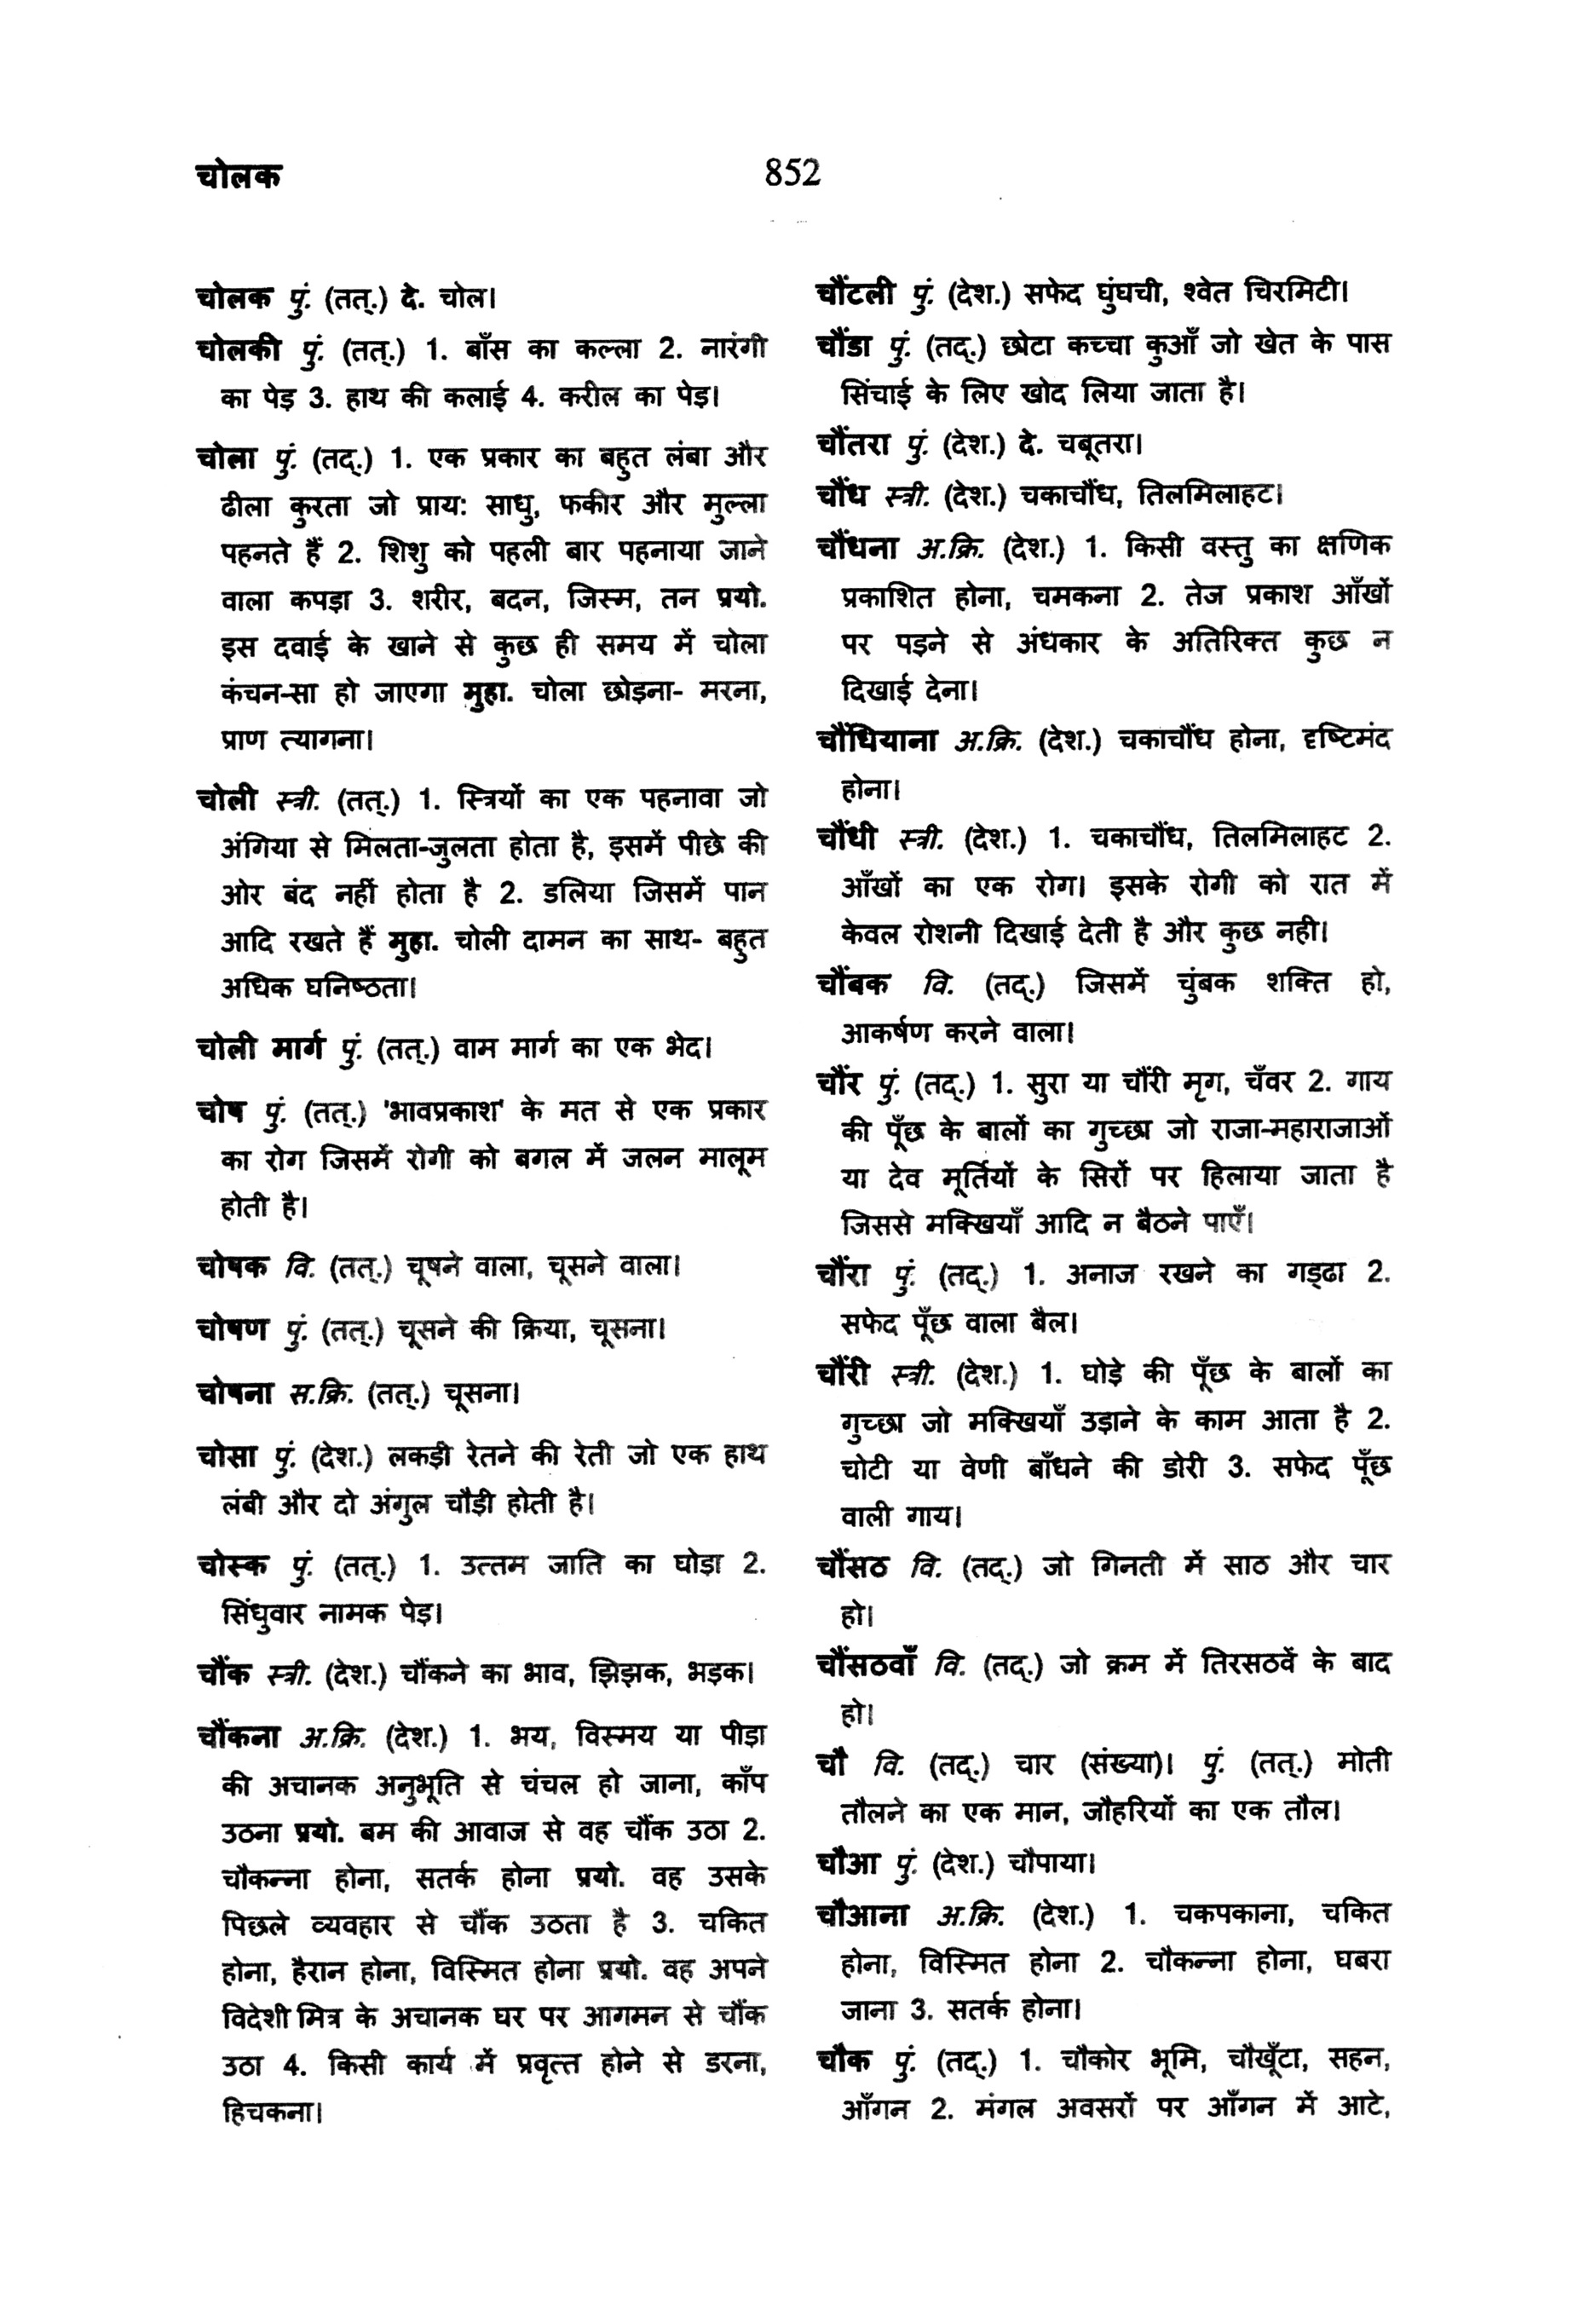 चोलक
852
चोलक पुं. (तत्.) दे. चोल।
चोलकी पुं. (तत्.) 1. बाँस का कल्ला 2. नारंगी
का पेड़ 3. हाथ की कलाई 4. करील का पेड़।
चोला पुं. (तद्.) 1. एक प्रकार का बहुत लंबा और
ढीला कुरता जो प्राय: साधु, फकीर और मुल्ला
पहनते हैं 2. शिशु को पहली बार पहनाया जाने
वाला कपड़ा 3. शरीर, बदन, जिस्म, तन प्रयो.
इस दवाई के खाने से कुछ ही समय में चोला
कंचन-सा हो जाएगा मुहा. चोला छोड़ना- मरना,
प्राण त्यागना।
चोली स्त्री. (तत्.) 1. स्त्रियों का एक पहनावा जो
अंगिया से मिलता-जुलता होता है, इसमें पीछे की
ओर बंद नहीं होता है 2. डलिया जिसमें पान
आदि रखते हैं मुहा. चोली दामन का साथ- बहुत
अधिक घनिष्ठता।
चोली मार्ग पुं. (तत्.) वाम मार्ग का एक भेद।
चोष पुं. (तत्.) 'भावप्रकाश' के मत से एक प्रकार
का रोग जिसमें रोगी को बगल में जलन मालूम
होती है।
चोषक वि. (तत्.) चूषने वाला, चूसने वाला।
चोषण पुं. (तत्.) चूसने की क्रिया, चूसना।
चोषना स.क्रि. (तत्.) चूसना।
चोसा पुं. (देश.) लकड़ी रेतने की रेती जो एक हाथ
लंबी और दो अंगुल चौड़ी होती है।
चोस्क पुं. (तत्.) 1. उत्तम जाति का घोड़ा 2.
सिंधुवार नामक पेड़।
चौंक स्त्री. (देश.) चौंकने का भाव, झिझक, भड़क।
चौंकना अ.क्रि. (देश.) 1. भय, विस्मय या पीड़ा
की अचानक अनुभूति से चंचल हो जाना, काँप
उठना प्रयो. बम की आवाज से वह चौंक उठा 2.
चौकन्ना होना, सतर्क होना प्रयो. वह उसके
पिछले व्यवहार से चौंक उठता है 3. चकित
होना, हैरान होना, विस्मित होना प्रयो. वह अपने
विदेशी मित्र के अचानक घर पर आगमन से चौंक
उठा 4. किसी कार्य में प्रवृत्त होने से डरना,
हिचकना।
चौंटली पुं. (देश.) सफेद घुंघची, श्वेत चिरमिटी।
चौंडा पुं. (तद्.) छोटा कच्चा कुआँ जो खेत के पास
सिंचाई के लिए खोद लिया जाता है।
चौंतरा पुं. (देश.) दे. चबूतरा।
चौंध स्त्री. (देश.) चकाचौंध, तिलमिलाहट।
चौंधना अ.क्रि. (देश.) 1. किसी वस्तु का क्षणिक
प्रकाशित होना, चमकना 2. तेज प्रकाश आँखों
पर पड़ने से अंधकार के अतिरिक्त कुछ न
दिखाई देना।
चौंधियाना अ.क्रि. (देश.) चकाचौंध होना, दृष्टिमंद
होना।
चौंधी स्त्री. (देश.) 1. चकाचौंध, तिलमिलाहट 2.
आँखों का एक रोग। इसके रोगी को रात में
केवल रोशनी दिखाई देती है और कुछ नही।
चौंबक वि. (तद्.) जिसमें चुंबक शक्ति हो,
आकर्षण करने वाला।
चौंर पुं. (तद्.) 1. सुरा या चौंरी मृग, चँवर 2. गाय
की पूँछ के बालों का गुच्छा जो राजा-महाराजाओं
या देव मूर्तियों के सिरों पर हिलाया जाता है
जिससे मक्खियाँ आदि न बैठने पाएँ।
चौंरा पुं. (तद्.) 1. अनाज रखने का गड्ढा 2.
सफेद पूँछ वाला बैल।
चौंरी स्त्री. (देश.) 1. घोड़े की पूँछ के बालों का
गुच्छा जो मक्खियाँ उड़ाने के काम आता है 2.
चोटी या वेणी बाँधने की डोरी 3. सफेद पूँछ
वाली गाय।
चौंसठ वि. (तद्.) जो गिनती में साठ और चार
हो।
चौंसठवाँ वि. (तद्.) जो क्रम में तिरसठवें के बाद
हो।
चौ वि. (तद्.) चार (संख्या)। पुं. (तत्.) मोती
तौलने का एक मान, जौहरियों का एक तौल।
चौआ पुं. (देश.) चौपाया।
चौआना अ.क्रि. (देश.) 1. चकपकाना, चकित
होना, विस्मित होना 2. चौकन्ना होना, घबरा
जाना 3. सतर्क होना।
चौक पुं. (तद्.) 1. चौकोर भूमि, चौखूँटा, सहन,
आँगन 2. मंगल अवसरों पर आँगन में आटे,